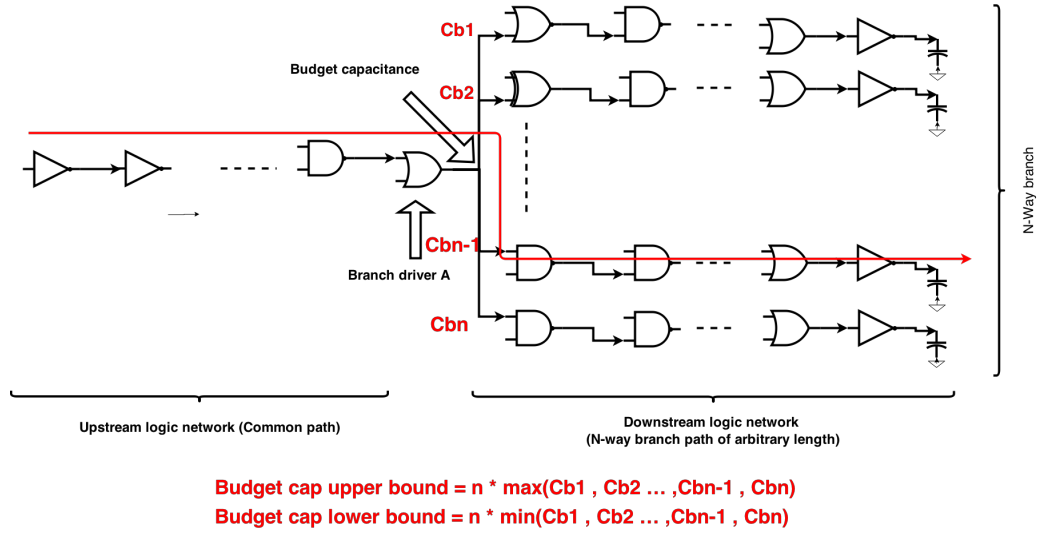 Cb1
Budget capacitance
Cb2
N-Way branch
Cbn-1
Branch driver A
Cbn
Upstream logic network (Common path)
Downstream logic network
(N-way branch path of arbitrary length)
Budget cap upper bound = n * max(Cb1 , Cb2 ... ,Cbn-1 , Cbn)
Budget cap lower bound = n * min(Cb1 , Cb2 ... ,Cbn-1 , Cbn)